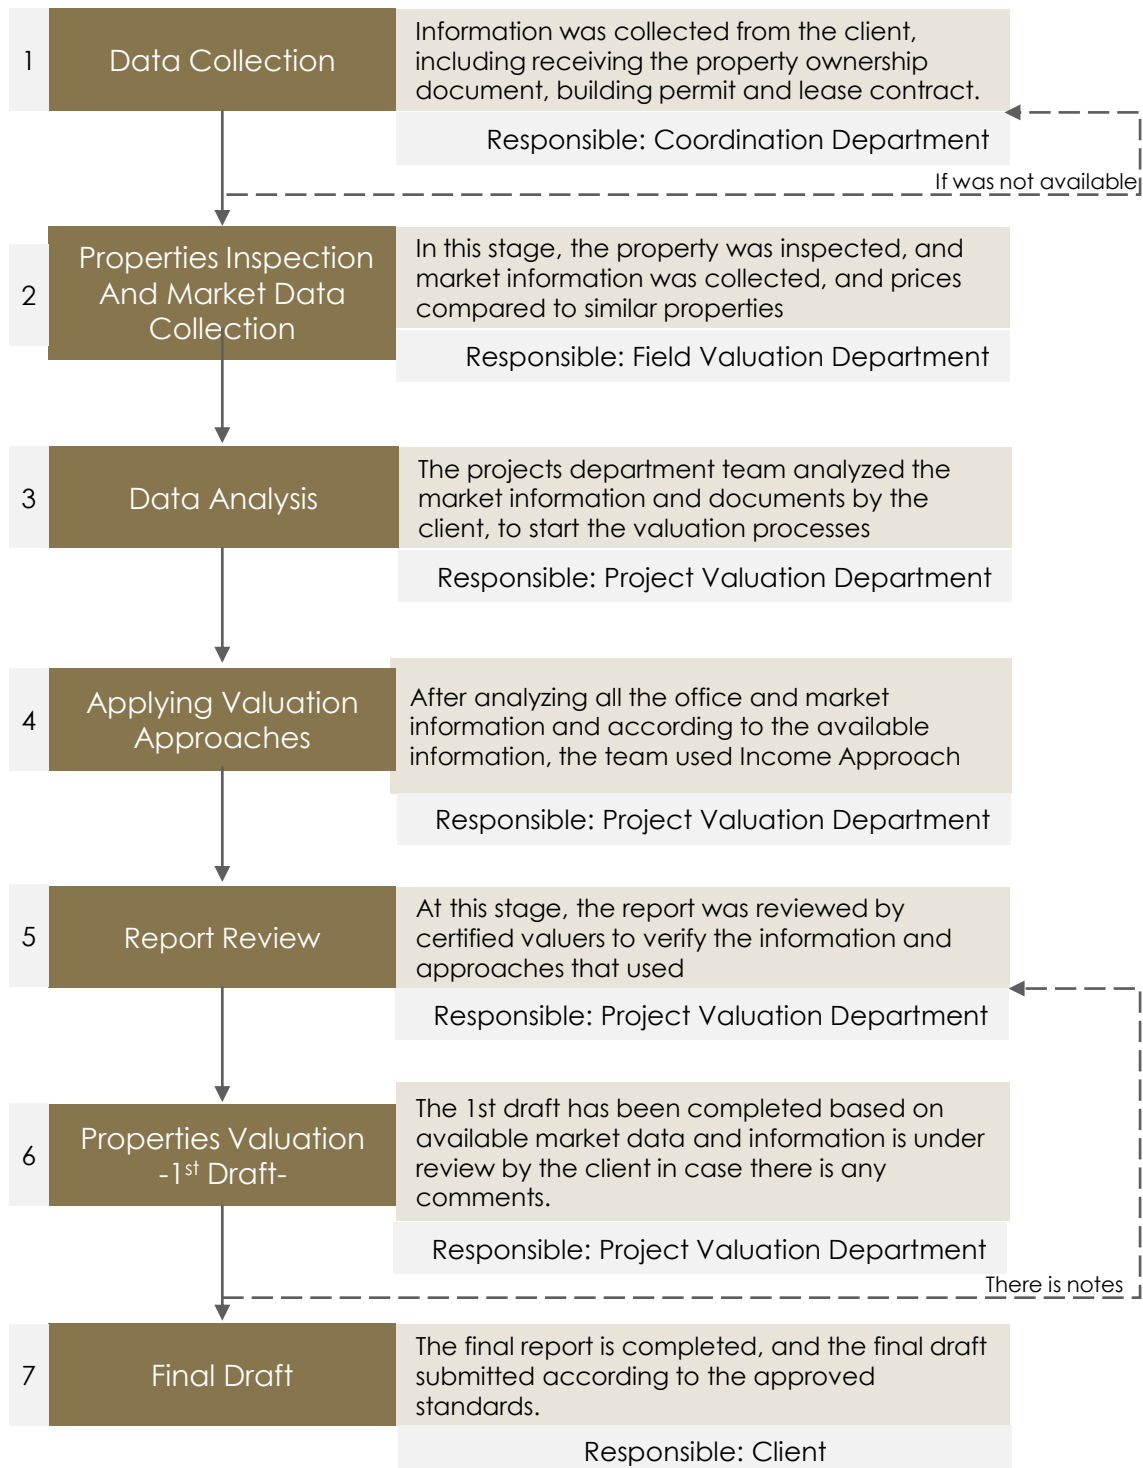 1
Data Collection
Information was collected from the client,
including receiving the property ownership
document, building permit and lease contract.
Responsible: Coordination Department
If was not available
2
Properties Inspection
And Market Data
Collection
In this stage, the property was inspected, and
market information was collected, and prices
compared to similar properties
Responsible: Field Valuation Department
3
Data Analysis
The projects department team analyzed the
market information and documents by the
client, to start the valuation processes
Responsible: Project Valuation Department
4
Applying Valuation
Approaches
After analyzing all the office and market
information and according to the available
information, the team used Income Approach
Responsible: Project Valuation Department
5
Report Review
At this stage, the report was reviewed by
certified valuers to verify the information and
approaches that used
Responsible: Project Valuation Department
6
Properties Valuation
-1st Draft-
The 1st draft has been completed based on
available market data and information is under
review by the client in case there is any
comments.
Responsible: Project Valuation Department
There is notes
7
Final Draft
The final report is completed, and the final draft
submitted according to the approved
standards.
Responsible: Client